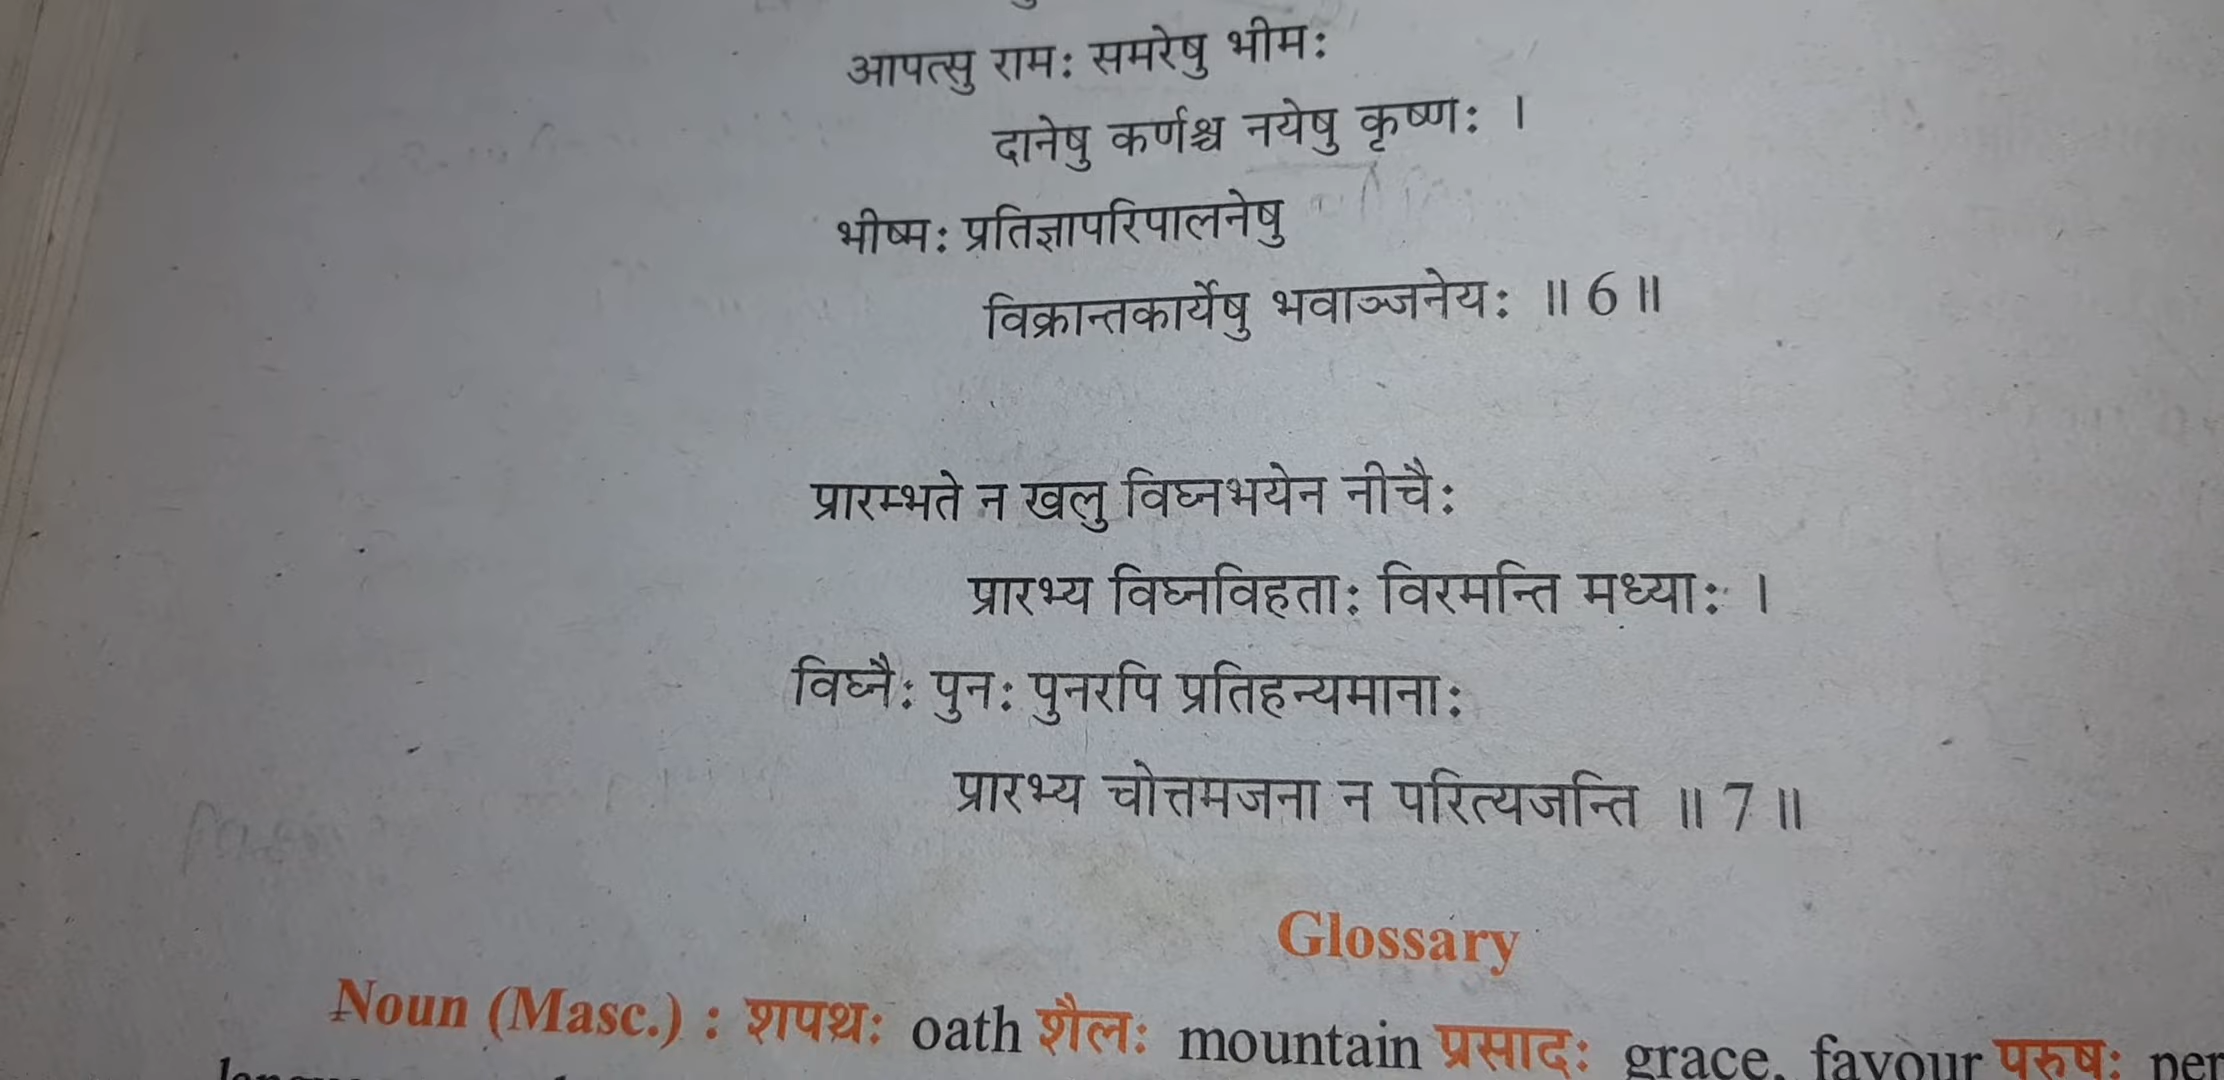 आपत्सु रामः समरेषु भीमः
दानेषु कर्णश्च नयेषु कृष्णः ।
भीष्मः प्रतिज्ञापरिपालनेषु
विक्रान्तकार्येषु भवाञ्जनेयः ॥ 6 ॥
प्रारम्भते न खलु विघ्नभयेन नीचैः
प्रारभ्य विघ्नविहताः विरमन्ति मध्याः ।
विघ्नैः पुनः पुनरपि प्रतिहन्यमानाः
प्रारभ्य चोत्तमजना न परित्यजन्ति ॥ 7 ॥
Glossary
Noun (Masc.) : शपथः oath शैलः mountain प्रसादः grace, favour परुषः